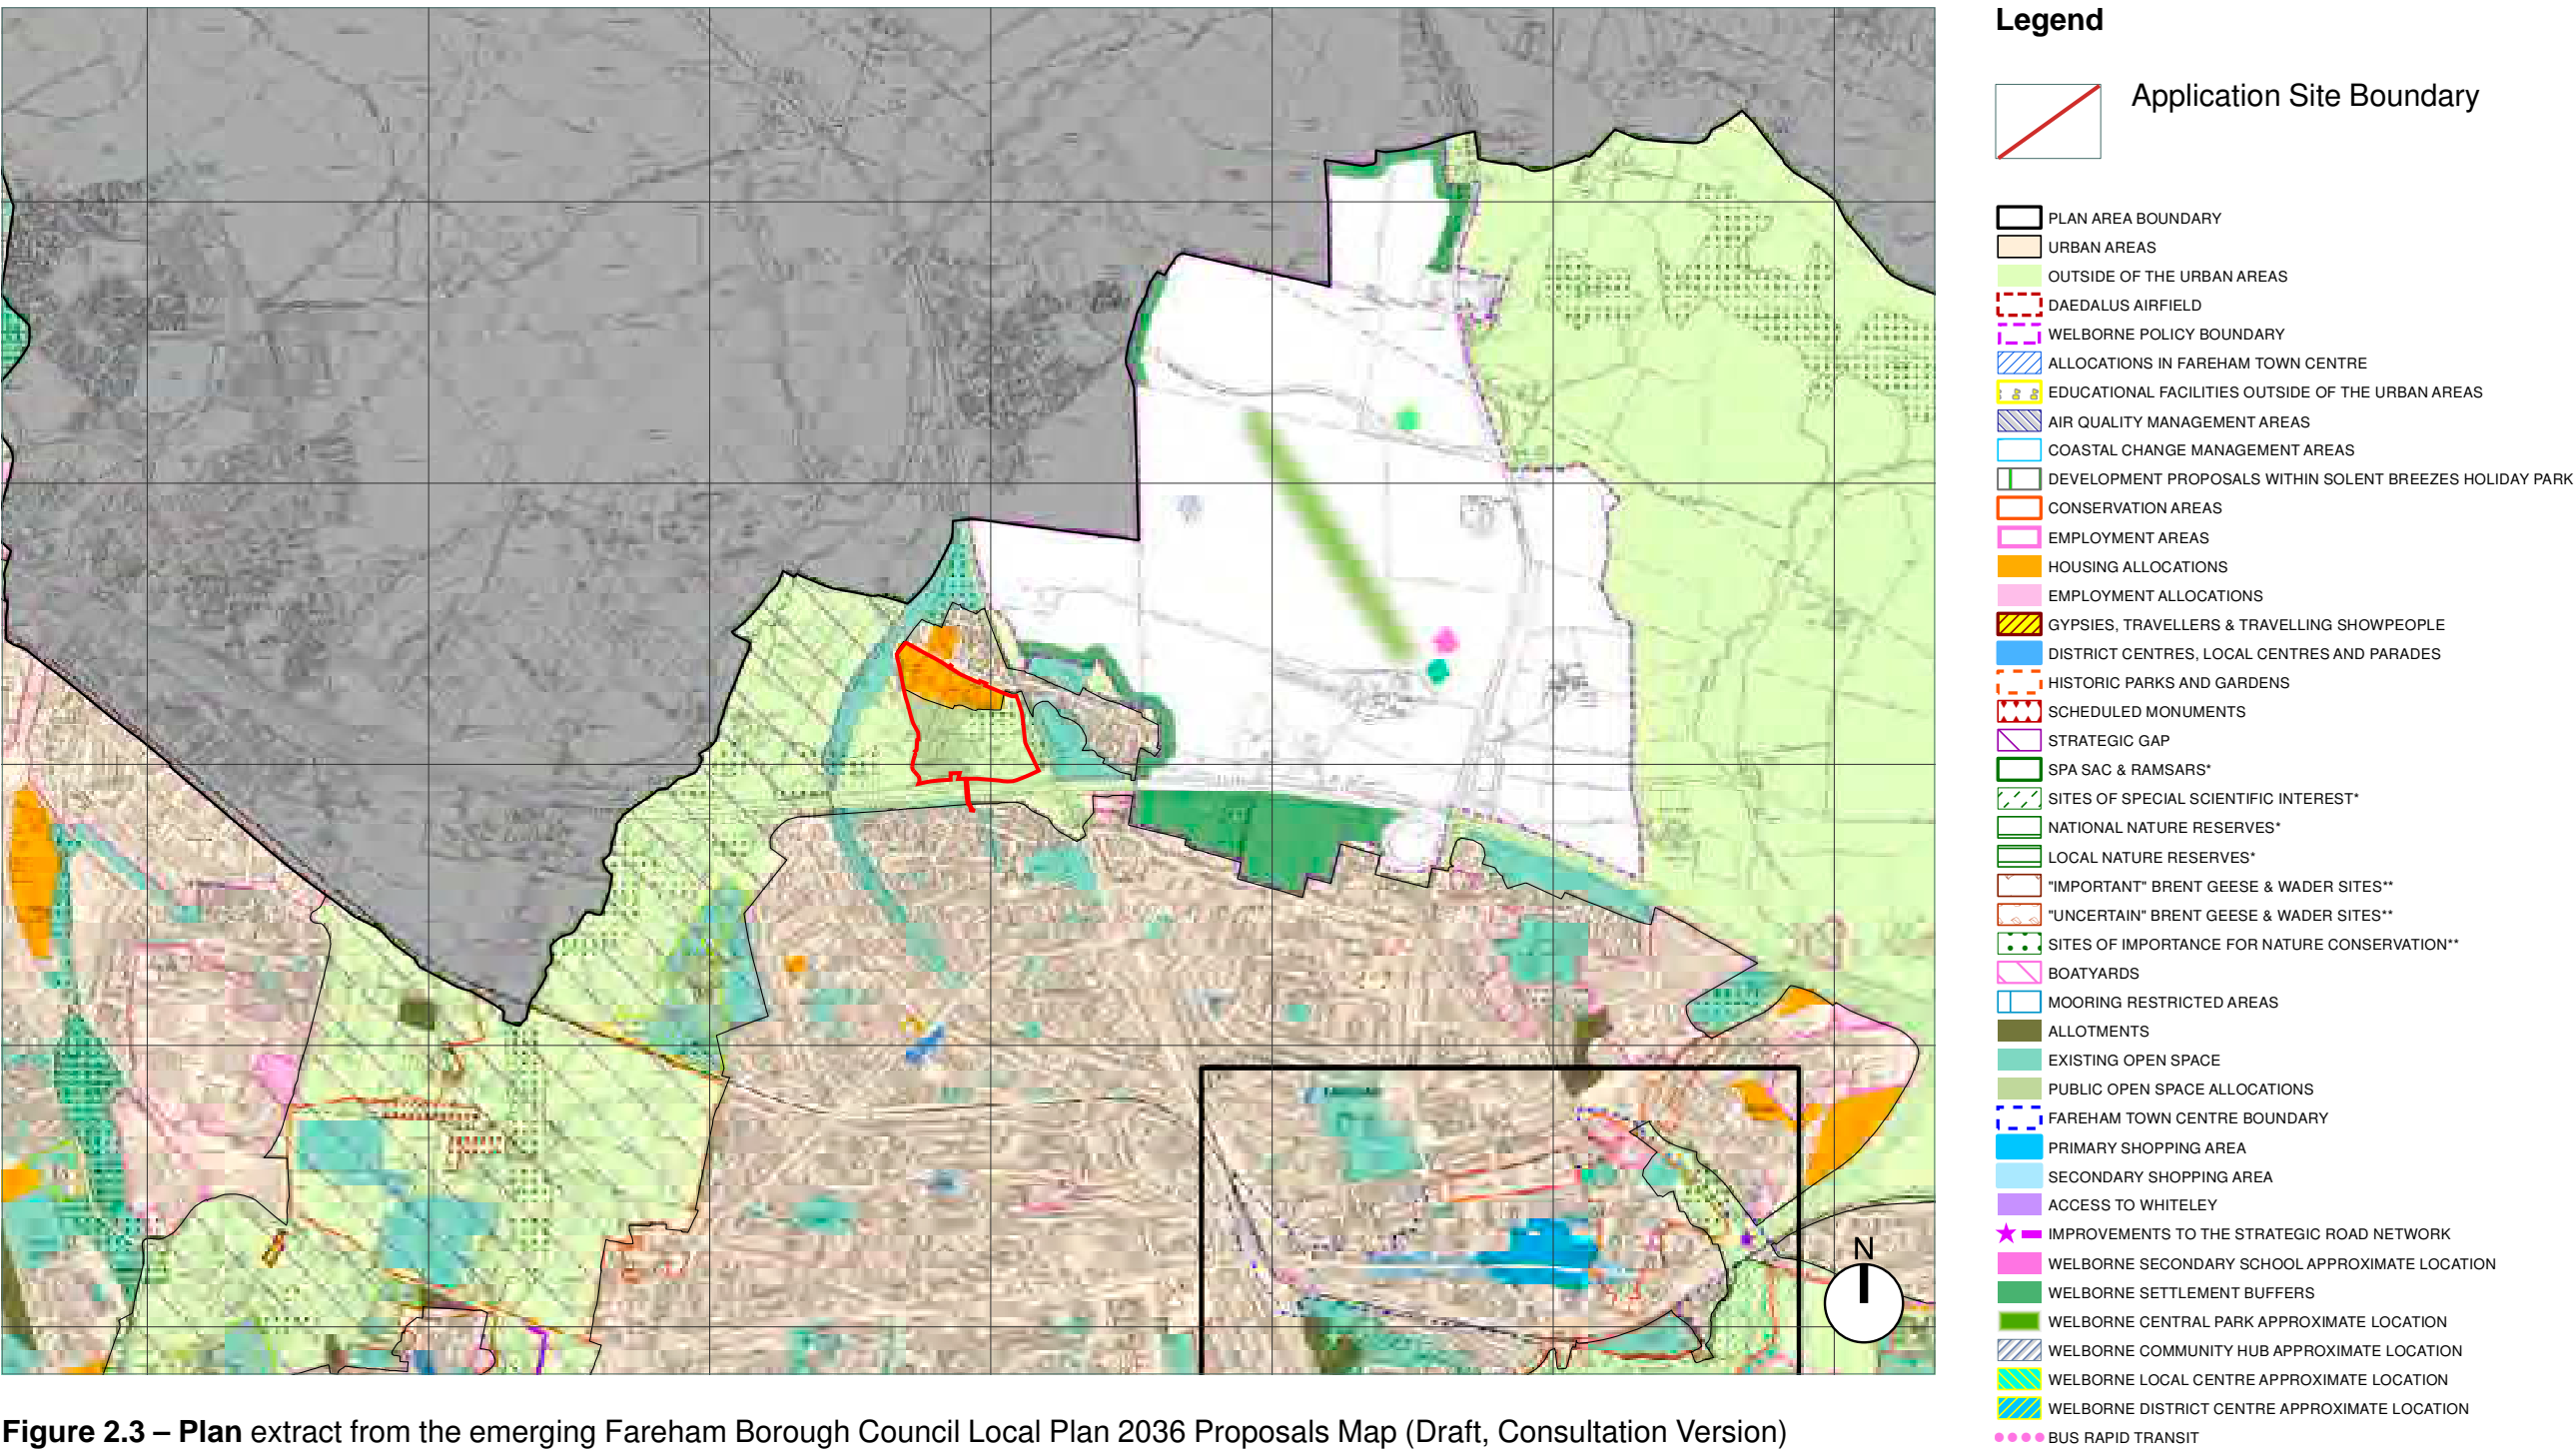 Legend
Application Site Boundary
PLAN AREA BOUNDARY
URBAN AREAS
OUTSIDE OF THE URBAN AREAS
DAEDALUS AIRFIELD
WELBORNE POLICY BOUNDARY
ALLOCATIONS IN FAREHAM TOWN CENTRE
EDUCATIONAL FACILITIES OUTSIDE OF THE URBAN AREAS
AIR QUALITY MANAGEMENT AREAS
COASTAL CHANGE MANAGEMENT AREAS
DEVELOPMENT PROPOSALS WITHIN SOLENT BREEZES HOLIDAY PARK
CONSERVATION AREAS
EMPLOYMENT AREAS
HOUSING ALLOCATIONS
EMPLOYMENT ALLOCATIONS
GYPSIES, TRAVELLERS & TRAVELLING SHOWPEOPLE
DISTRICT CENTRES, LOCAL CENTRES AND PARADES
HISTORIC PARKS AND GARDENS
SCHEDULED MONUMENTS
STRATEGIC GAP
SPA SAC & RAMSARS*
SITES OF SPECIAL SCIENTIFIC INTEREST*
NATIONAL NATURE RESERVES*
LOCAL NATURE RESERVES*
"IMPORTANT" BRENT GEESE & WADER SITES**
"UNCERTAIN" BRENT GEESE & WADER SITES**
SITES OF IMPORTANCE FOR NATURE CONSERVATION**
BOATYARDS
MOORING RESTRICTED AREAS
ALLOTMENTS
EXISTING OPEN SPACE
PUBLIC OPEN SPACE ALLOCATIONS
FAREHAM TOWN CENTRE BOUNDARY
PRIMARY SHOPPING AREA
SECONDARY SHOPPING AREA
ACCESS TO WHITELEY
IMPROVEMENTS TO THE STRATEGIC ROAD NETWORK
WELBORNE SECONDARY SCHOOL APPROXIMATE LOCATION
WELBORNE SETTLEMENT BUFFERS
WELBORNE CENTRAL PARK APPROXIMATE LOCATION
WELBORNE COMMUNITY HUB APPROXIMATE LOCATION
WELBORNE LOCAL CENTRE APPROXIMATE LOCATION
WELBORNE DISTRICT CENTRE APPROXIMATE LOCATION
BUS RAPID TRANSIT
N
Figure 2.3 – Plan extract from the emerging Fareham Borough Council Local Plan 2036 Proposals Map (Draft, Consultation Version)